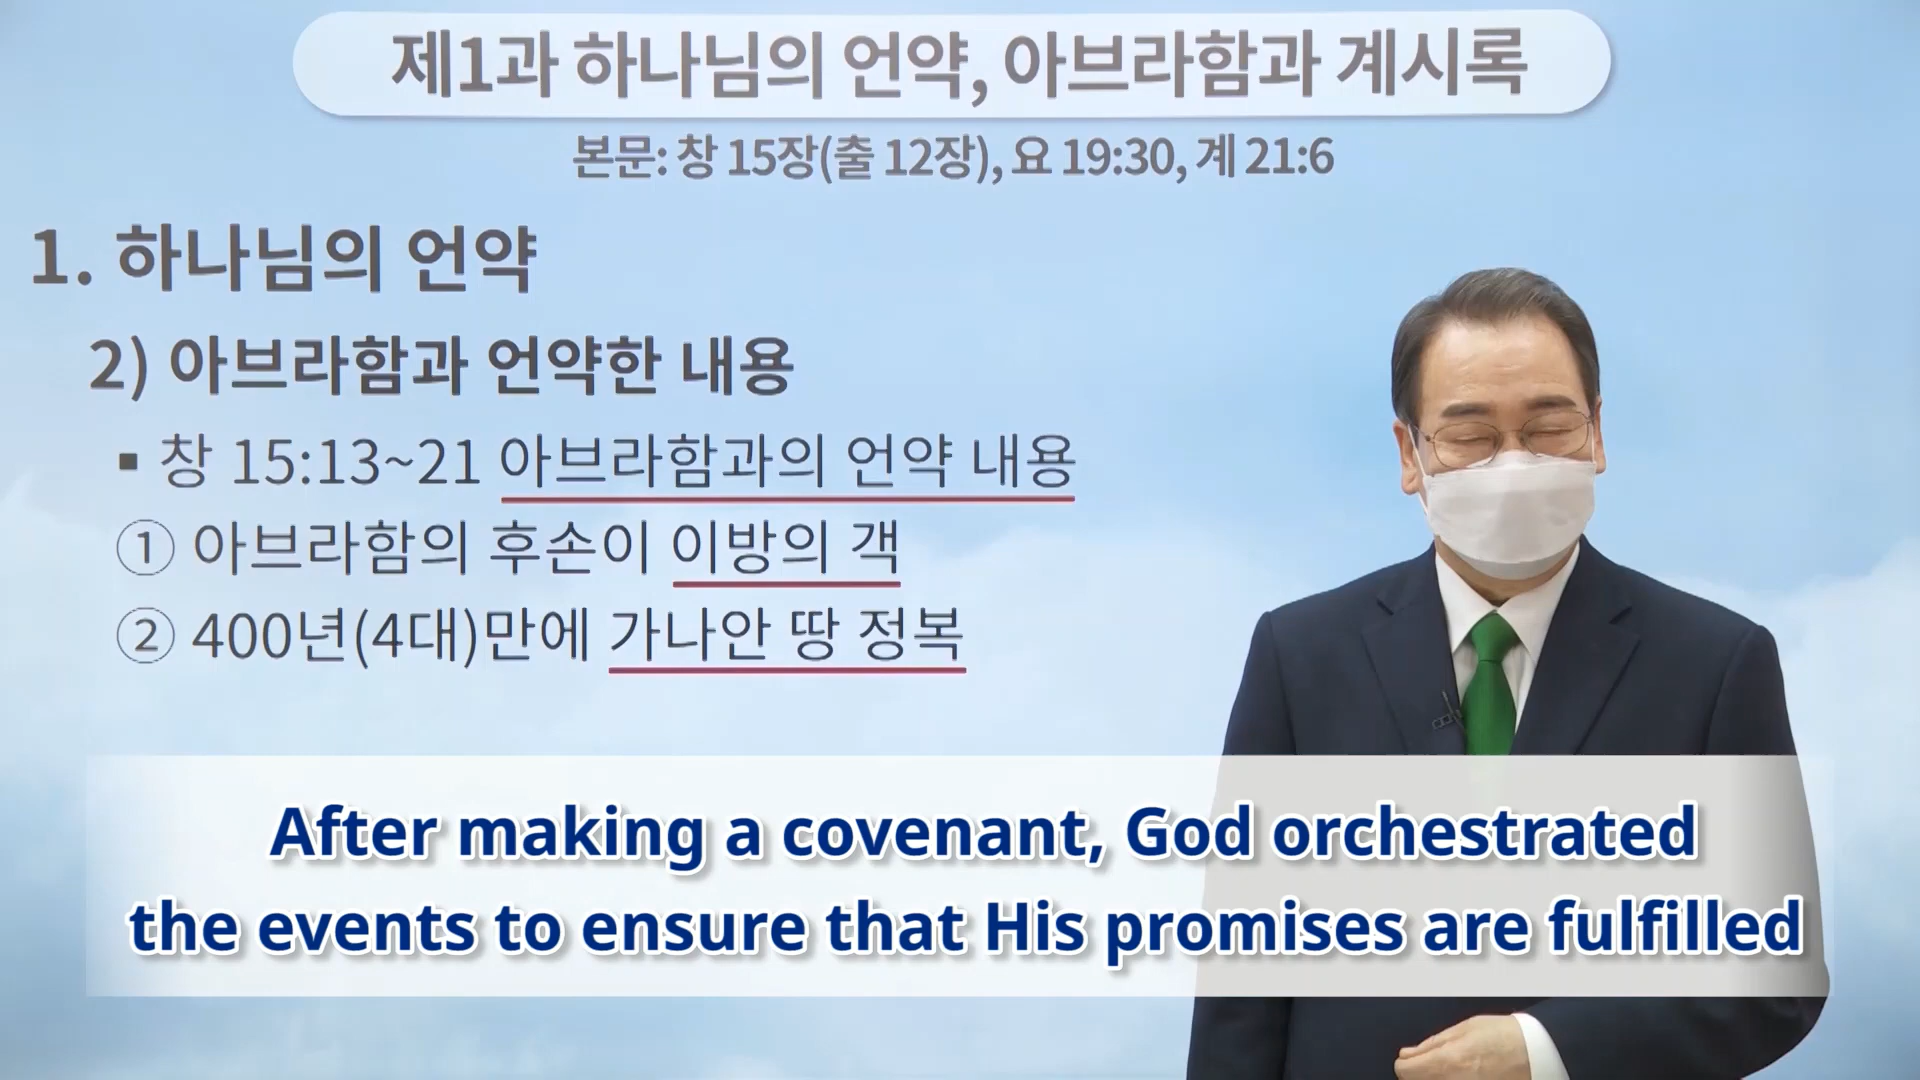 제1과 하나님의 언약, 아브라함과 계시록
본문: 창 15장(출 12장), 요 19:30, 계 21:6
1. 하나님의 언약
2) 아브라함과 언약한 내용
▪ 창 15:13~21 아브라함과의 언약 내용
① 아브라함의 후손이 이방의 객
② 400년(4대)만에 가나안 땅 정복
After making a covenant, God orchestrated
the events to ensure that His promises are fulfilled